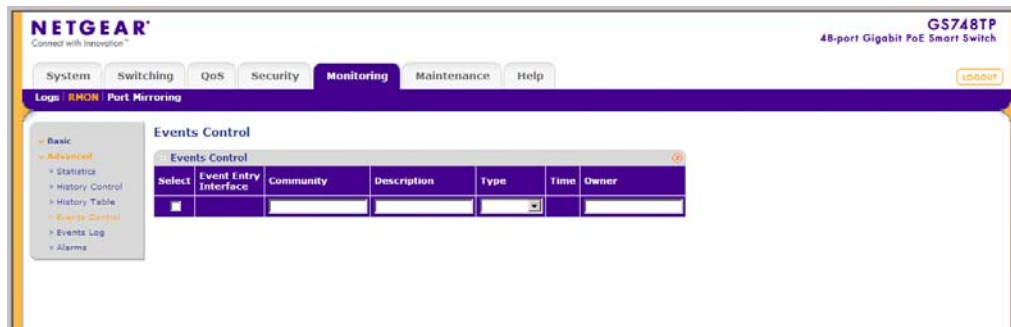 NETGEAR
Connect with Innovation™
GS748TP
48-port Gigabit PoE Smart Switch
System Switching QoS Security Monitoring Maintenance Help
LOGOUT
Logs RMON Port Mirroring
Basic
Advanced
Statistics
History Control
History Table
Events Control
Events Log
Alarms
Events Control
Events Control
Select Event Entry Interface Community Description Type Time Owner